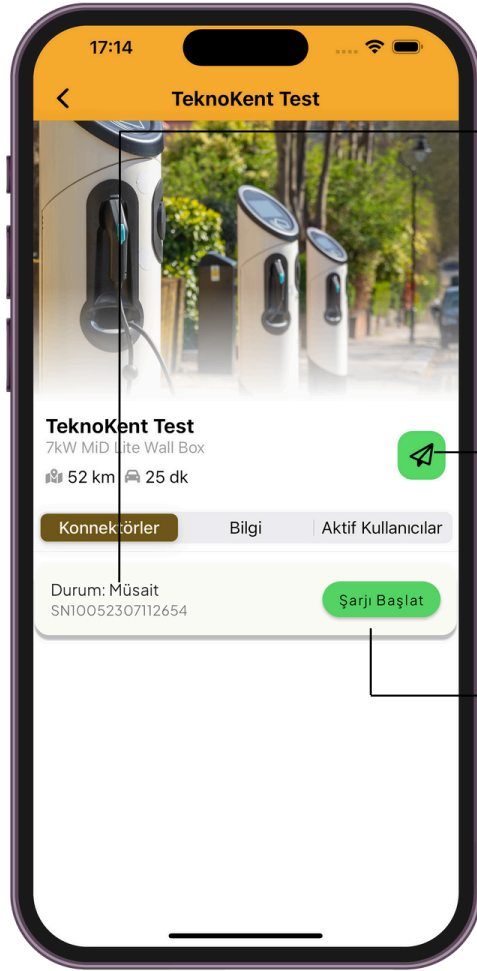 17:14
TeknoKent Test
TeknoKent Test
7kW MiD Lite Wall Box
52 km 25 dk
Konnektörler Bilgi Aktif Kullanıcılar
Durum: Müsait
SN10052307112654
Şarjı Başlat